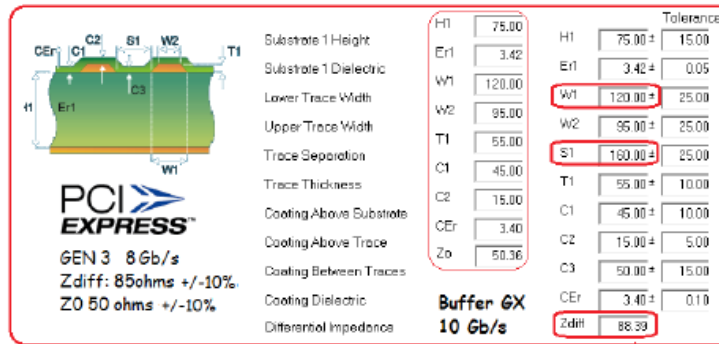 Tolerance
C2 S1 W2
CEr C1 T1
C3
H1 Er1
W1
PCI
EXPRESS™
GEN 3 8 Gb/s
Zdiff: 85ohms +/-10%.
Z0 50 ohms +/-10%
Substrate 1 Height
Substrate 1 Dielectric
Lower Trace Width
Upper Trace Width
Trace Separation
Trace Thickness
Coating Above Substrate
Coating Above Trace
Coating Between Traces
Coating Dielectric
Differential Impedance
H1 75.00
Er1 3.42
W1 120.00
W2 95.00
T1 55.00
C1 45.00
C2 15.00
CEr 3.40
Zo 50.36
Buffer GX
10 Gb/s
H1 75.00 ± 15.00
Er1 3.42 ± 0.05
W1 120.00 ± 25.00
W2 95.00 ± 25.00
S1 160.00 ± 25.00
T1 55.00 ± 10.00
C1 45.00 ± 10.00
C2 15.00 ± 5.00
C3 50.00 ± 15.00
CEr 3.40 ± 0.10
Zdiff 88.39